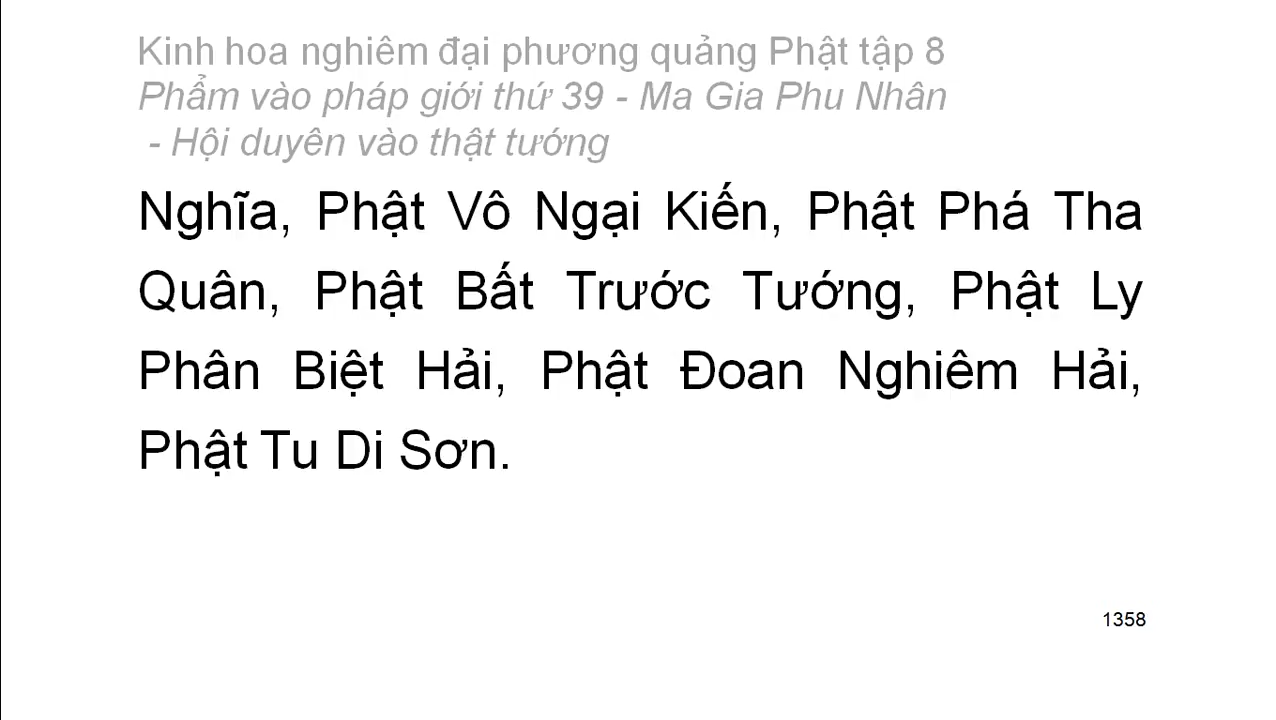 Kinh hoa nghiêm đại phương quảng Phật tập 8
Phẩm vào pháp giới thứ 39 - Ma Gia Phu Nhân
- Hội duyên vào thật tướng
Nghĩa, Phật Vô Ngại Kiến, Phật Phá Tha
Quân, Phật Bất Trước Tướng, Phật Ly
Phân Biệt Hải, Phật Đoan Nghiêm Hải,
Phật Tu Di Sơn.
1358